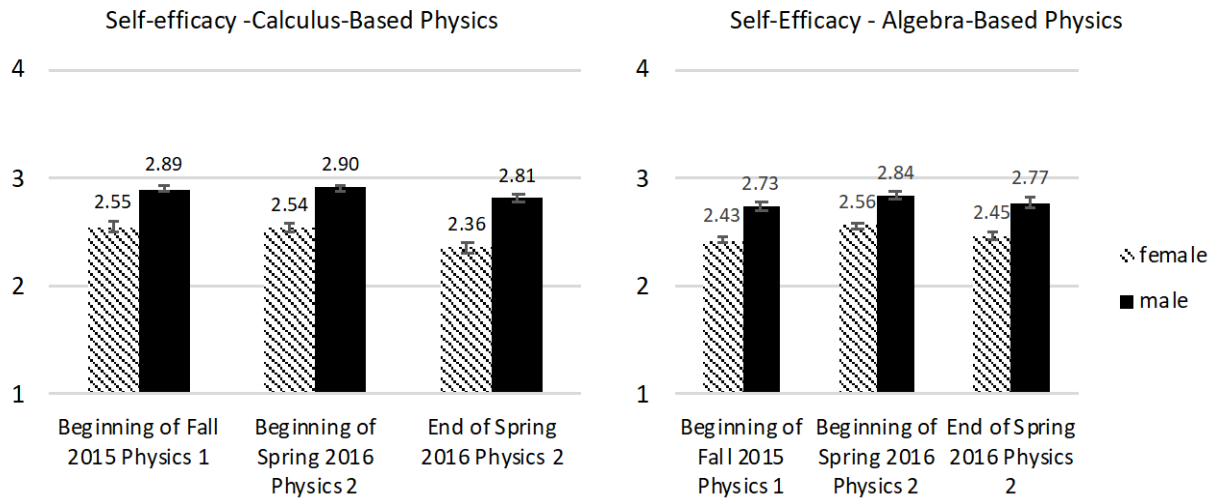 Self-efficacy -Calculus-Based Physics
4
3
2
1
2.55
2.89
2.54
2.90
2.36
2.81
Beginning of Fall
2015 Physics 1
Beginning of
Spring 2016
Physics 2
End of Spring
2016 Physics 2
Self-Efficacy - Algebra-Based Physics
4
3
2
1
2.43
2.73
2.56
2.84
2.45
2.77
Beginning of
Fall 2015
Physics 1
Beginning of
Spring 2016
Physics 2
End of Spring
2016 Physics
2
female
male